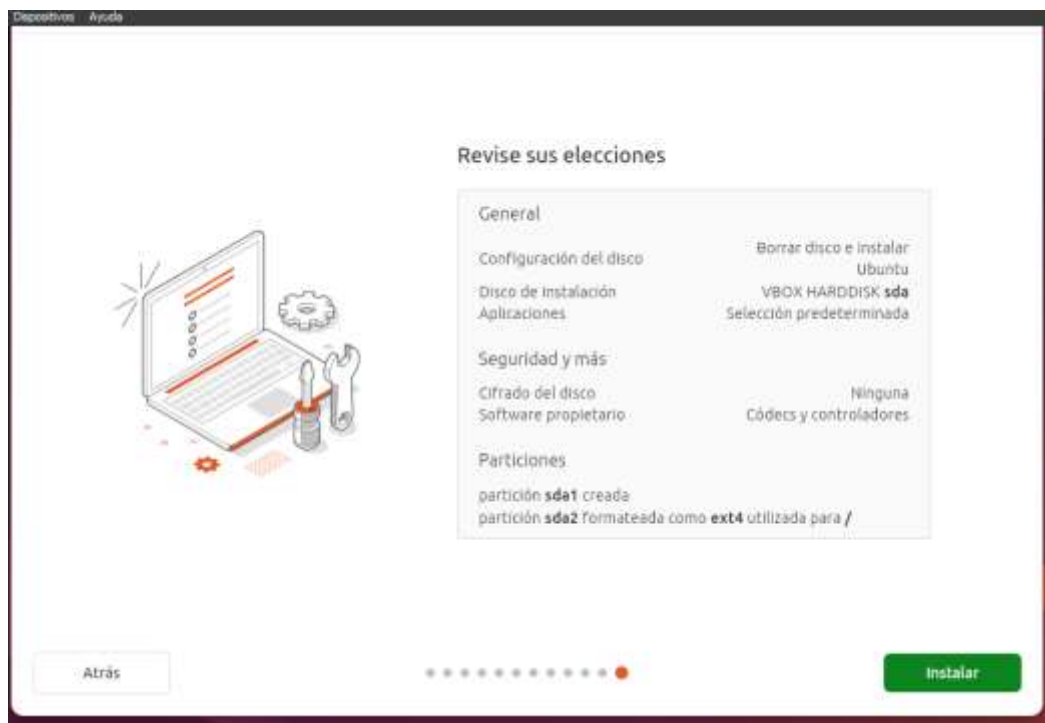 Dispositivos Ayuda
Revise sus elecciones
General
Configuración del disco Borrar disco e instalar
Ubuntu
Disco de instalación VBOX HARDDISK sda
Aplicaciones Selección predeterminada
Seguridad y más
Cifrado del disco Ninguna
Software propietario Códecs y controladores
Particiones
partición sda1 creada
partición sda2 formateada como ext4 utilizada para /
Atrás Instalar